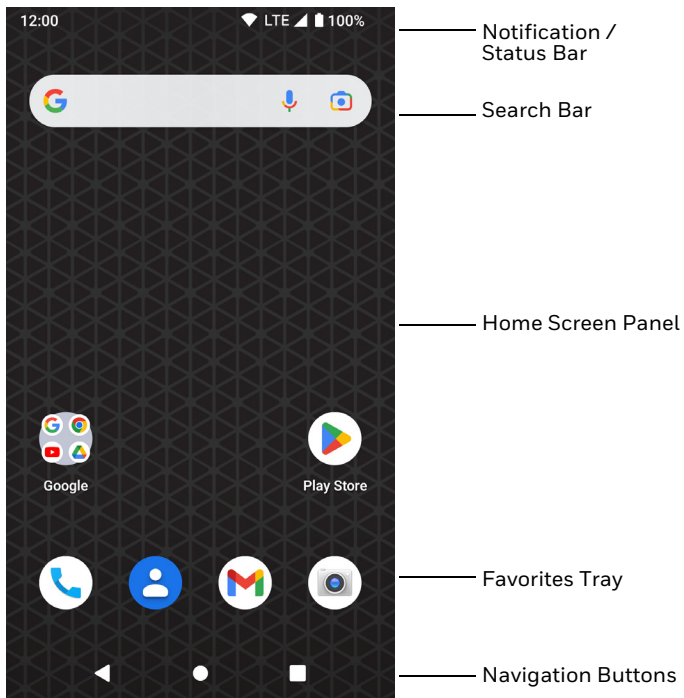 12:00 LTE 100%
Notification /
Status Bar
Search Bar
Home Screen Panel
Google Play Store
Favorites Tray
Navigation Buttons